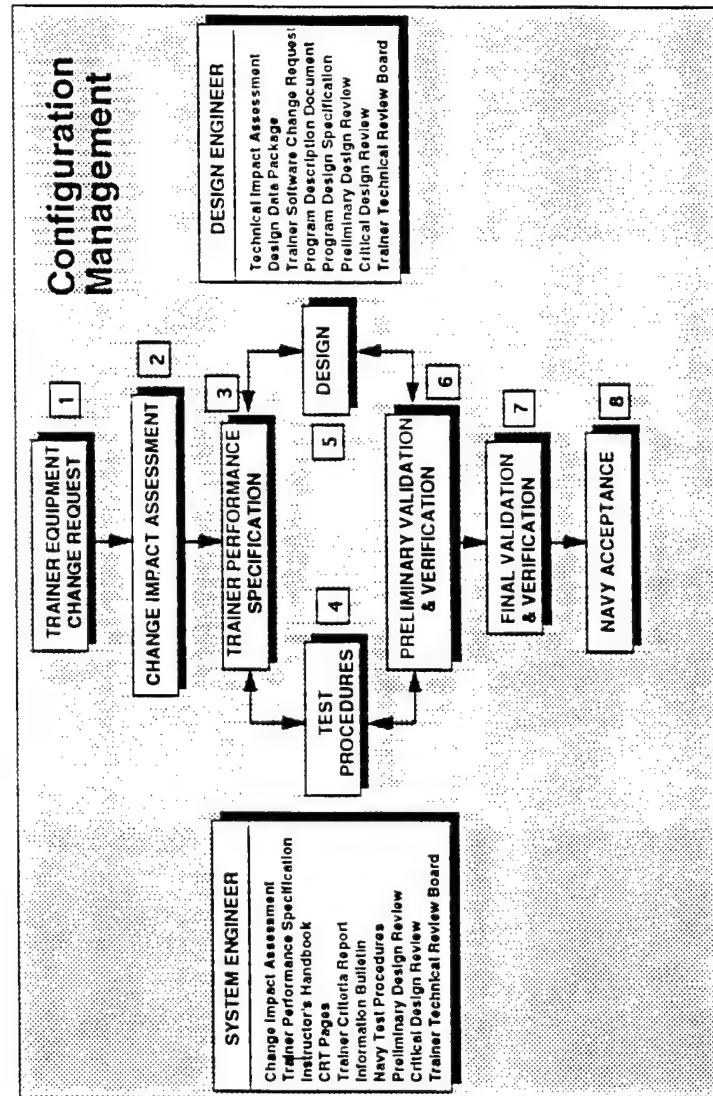 Configuration
Management
TRAINER EQUIPMENT
CHANGE REQUEST
1
CHANGE IMPACT ASSESSMENT
2
TRAINER PERFORMANCE
SPECIFICATION
3
TEST
PROCEDURES
4
DESIGN
5
PRELIMINARY VALIDATION
& VERIFICATION
6
FINAL VALIDATION
& VERIFICATION
7
NAVY ACCEPTANCE
8
SYSTEM ENGINEER
Change Impact Assessment
Trainer Performance Specification
Instructor's Handbook
CRT Pages
Trainer Criteria Report
Information Bulletin
Navy Test Procedures
Preliminary Design Review
Critical Design Review
Trainer Technical Review Board
DESIGN ENGINEER
Technical Impact Assessment
Design Data Package
Trainer Software Change Request
Program Description Document
Program Design Specification
Preliminary Design Review
Critical Design Review
Trainer Technical Review Board